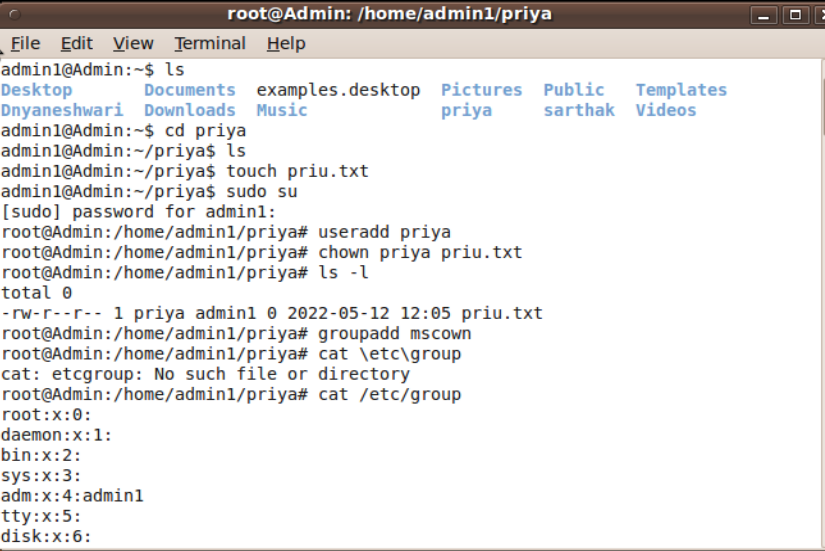 root@Admin: /home/admin1/priya
File Edit View Terminal Help
admin1@Admin:~$ ls
Desktop Documents examples.desktop Pictures Public Templates
Dnyaneshwari Downloads Music priya sarthak Videos
admin1@Admin:~$ cd priya
admin1@Admin:~/priya$ ls
admin1@Admin:~/priya$ touch priu.txt
admin1@Admin:~/priya$ sudo su
[sudo] password for admin1:
root@Admin:/home/admin1/priya# useradd priya
root@Admin:/home/admin1/priya# chown priya priu.txt
root@Admin:/home/admin1/priya# ls -l
total 0
-rw-r--r-- 1 priya admin1 0 2022-05-12 12:05 priu.txt
root@Admin:/home/admin1/priya# groupadd mscown
root@Admin:/home/admin1/priya# cat \etc\group
cat: etcgroup: No such file or directory
root@Admin:/home/admin1/priya# cat /etc/group
root:x:0:
daemon:x:1:
bin:x:2:
sys:x:3:
adm:x:4:admin1
tty:x:5:
disk:x:6: